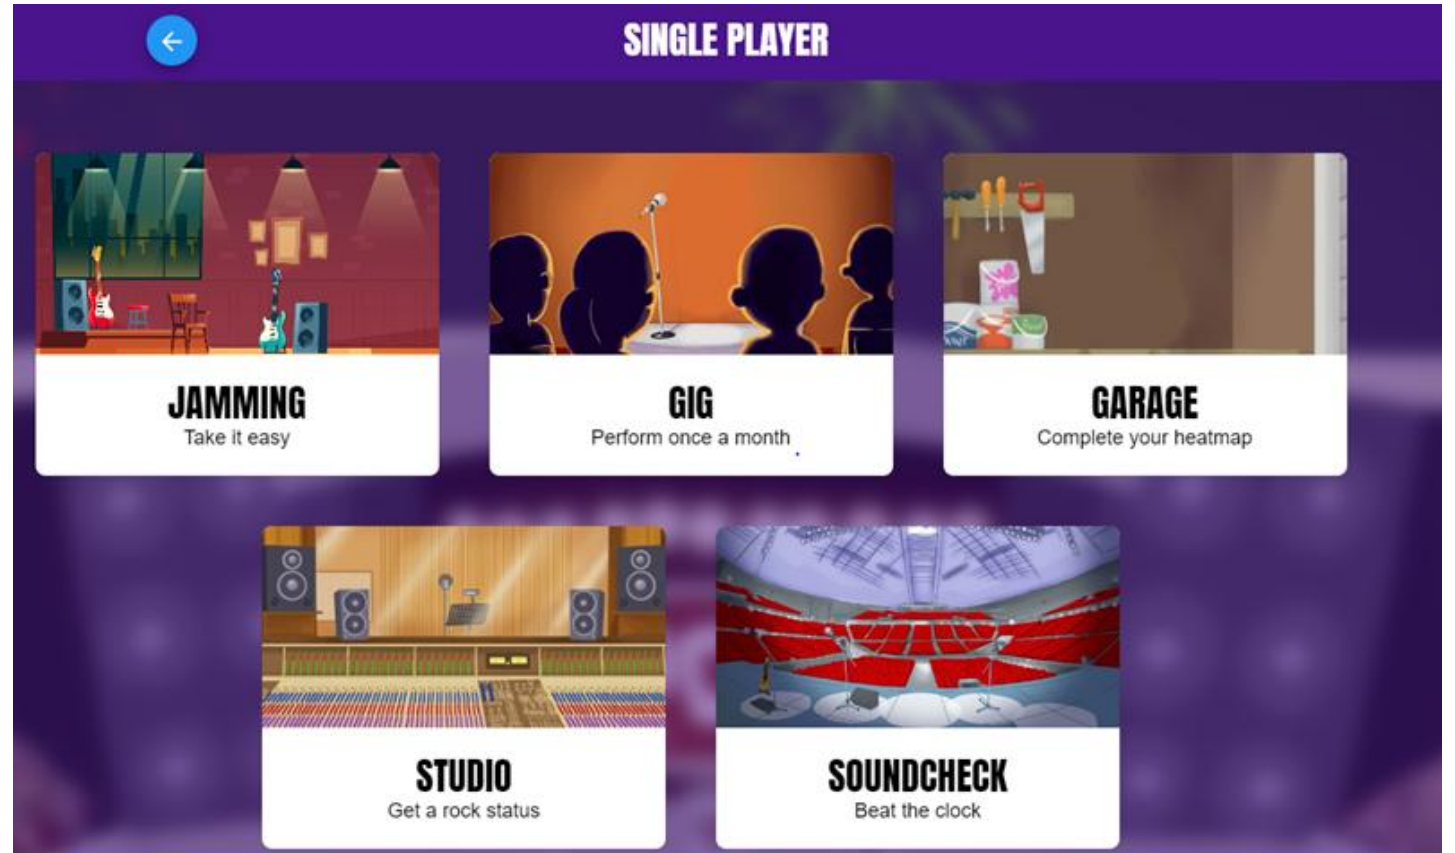 SINGLE PLAYER
JAMMING
Take it easy
GIG
Perform once a month
GARAGE
Complete your heatmap
STUDIO
Get a rock status
SOUNDCHECK
Beat the clock